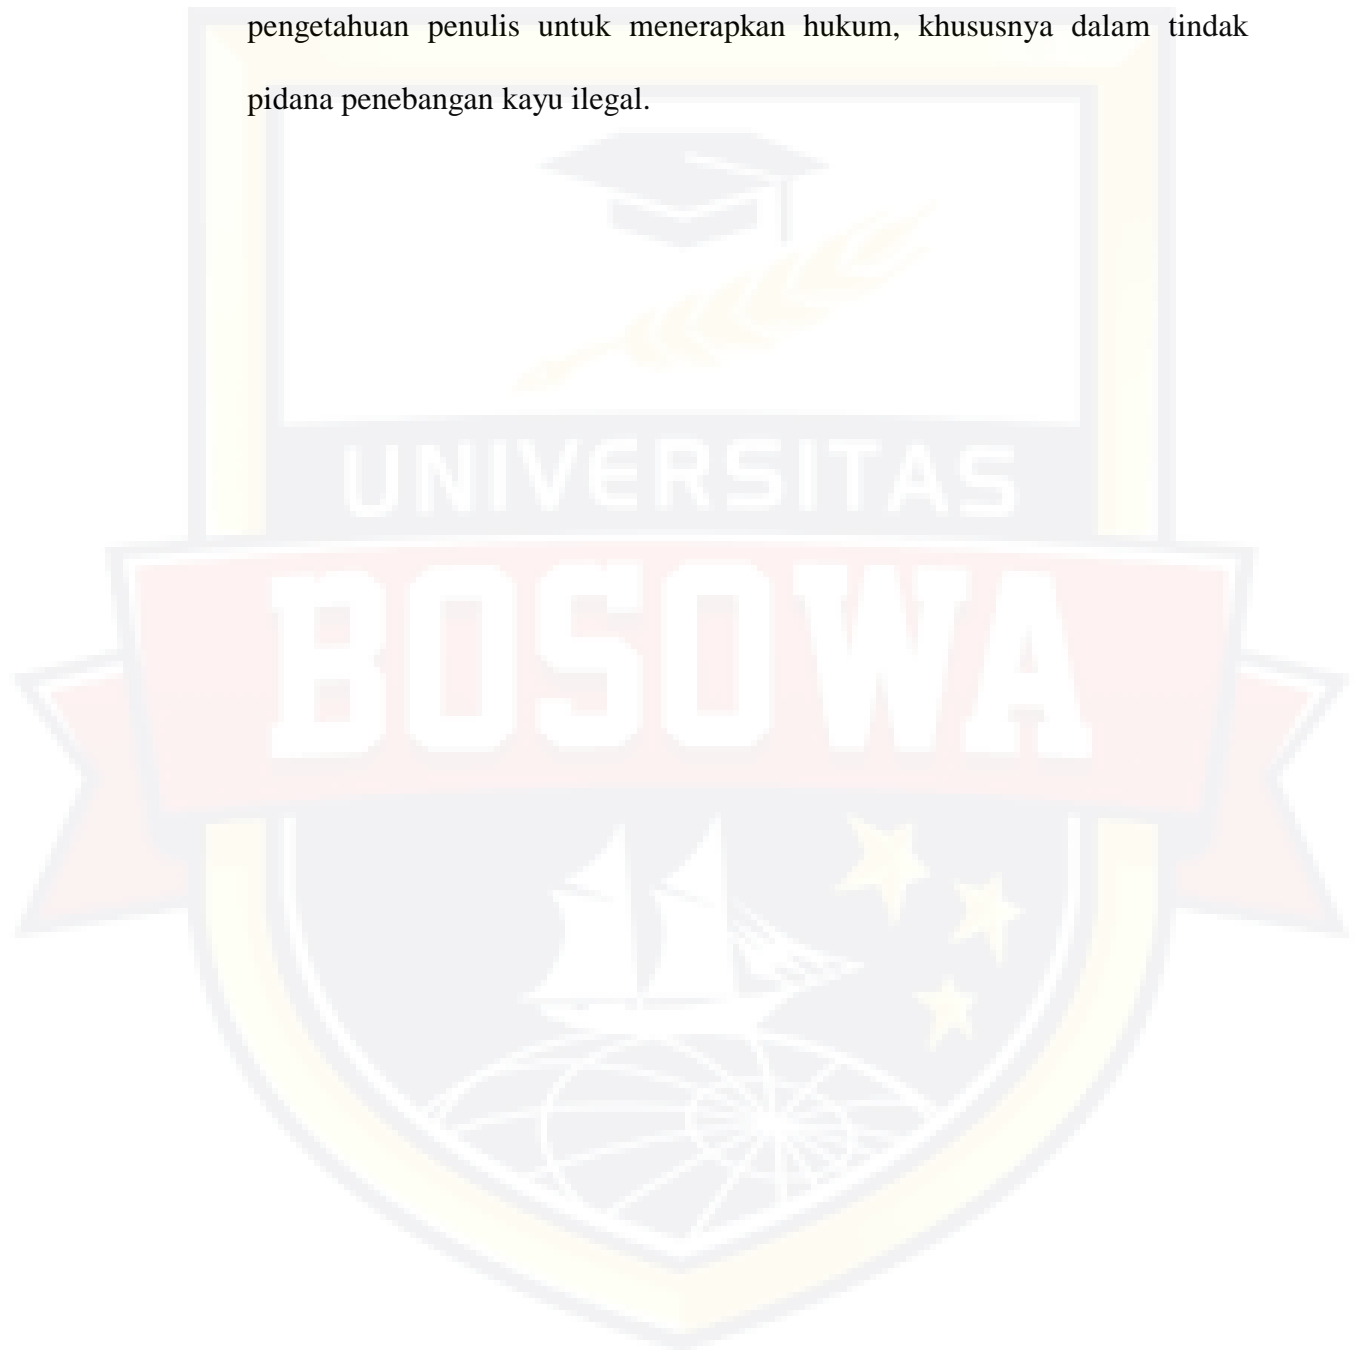 pengetahuan penulis untuk menerapkan hukum, khususnya dalam tindak
pidana penebangan kayu ilegal.
UNIVERSITAS
BOSOWA